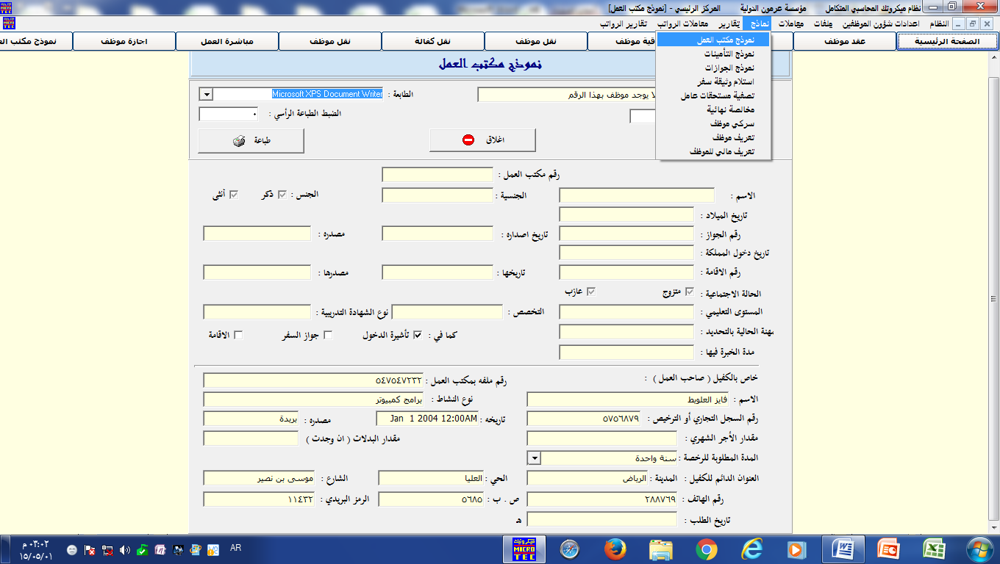 نظام ميكروتك المحاسبي المتكامل مؤسسة عرمون الدولية المركز الرئيسي - [نموذج مكتب العمل]
النظام اعدادات شؤون الموظفين ملفات معاملات نماذج تقارير معاملات الرواتب تقارير الرواتب
الصفحة الرئيسية عقد موظف قية موظف نقل موظف نقل كفالة نقل موظف مباشرة العمل اجازة موظف نموذج مكتب الع
نموذج مكتب العمل
نموذج التأمينات
نموذج الجوازات
استلام وثيقة سفر
تصفية مستحقات عامل
مخالصة نهائية
سركي موظف
تعريف موظف
تعريف مالي للموظف
نموذج مكتب العمل
لا يوجد موظف بهذا الرقم الطابعة : Microsoft XPS Document Writer
الضبط الطباعة الرأسي : ٠
اغلاق طباعة
رقم مكتب العمل :
الاسم : الجنسية : الجنس : ذكر أنثى
تاريخ الميلاد :
رقم الجواز : تاريخ اصداره : مصدره :
تاريخ دخول المملكة :
رقم الاقامة : تاريخها : مصدرها :
الحالة الاجتماعية : متزوج عازب
المستوى التعليمي : التخصص : نوع الشهادة التدريبية :
مهنة الحالية بالتحديد : كما في : تأشيرة الدخول جواز السفر الاقامة
مدة الخبرة فيها :
خاص بالكفيل ( صاحب العمل ) : رقم ملفه بمكتب العمل : ٥٤٧٥٤٧٢٣٢
الاسم : فايز العلويط نوع النشاط : برامج كمبيوتر
رقم السجل التجاري أو الترخيص : ٥٧٥٦٨٧٩ تاريخه : Jan 1 2004 12:00AM مصدره : بريدة
مقدار الأجر الشهري : مقدار البدلات ( ان وجدت )
المدة المطلوبة للرخصة : سنة واحدة
العنوان الدائم للكفيل : المدينة : الرياض الحي : العليا الشارع : موسى بن نصير
رقم الهاتف : ٢٨٨٧٦٩ ص . ب : ٥٦٨٥ الرمز البريدي : ١١٤٣٢
تاريخ الطلب : هـ
AR
٠٣:٠٢ م
١٥/٠٥/٠١
ميكروتيك
MICRO
TEC